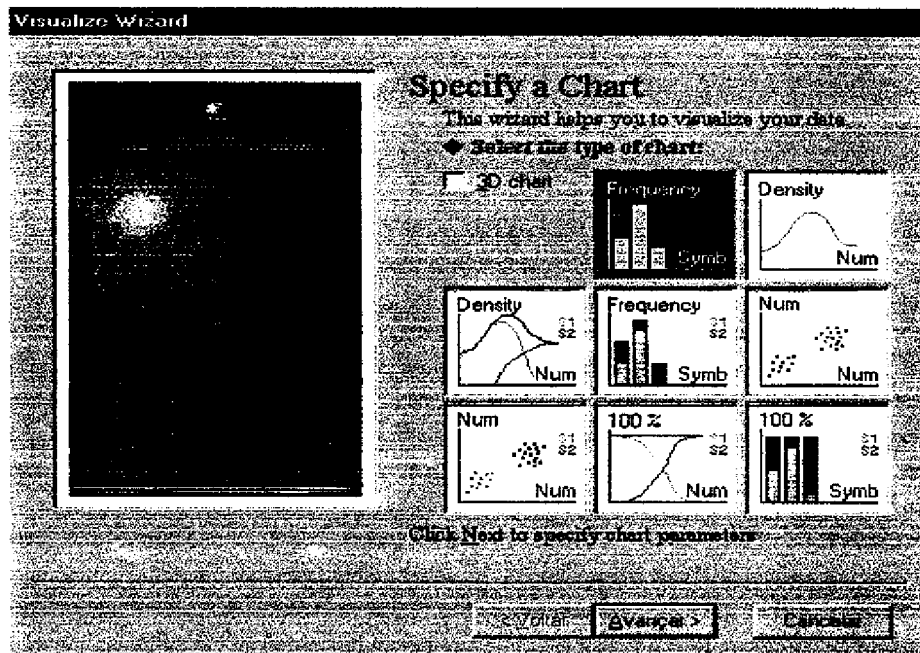 Visualize Wizard
Specify a Chart
This wizard helps you to visualize your data
Select the type of chart:
3D chart
Frequency
Symb
Density
Num
Density
S1
S2
Num
Frequency
S1
S2
Symb
Num
Num
Num
S1
S2
Num
100 %
S1
S2
Num
100 %
S1
S2
Symb
Click Next to specify chart parameters
< Voltar
Avançar >
Cancelar